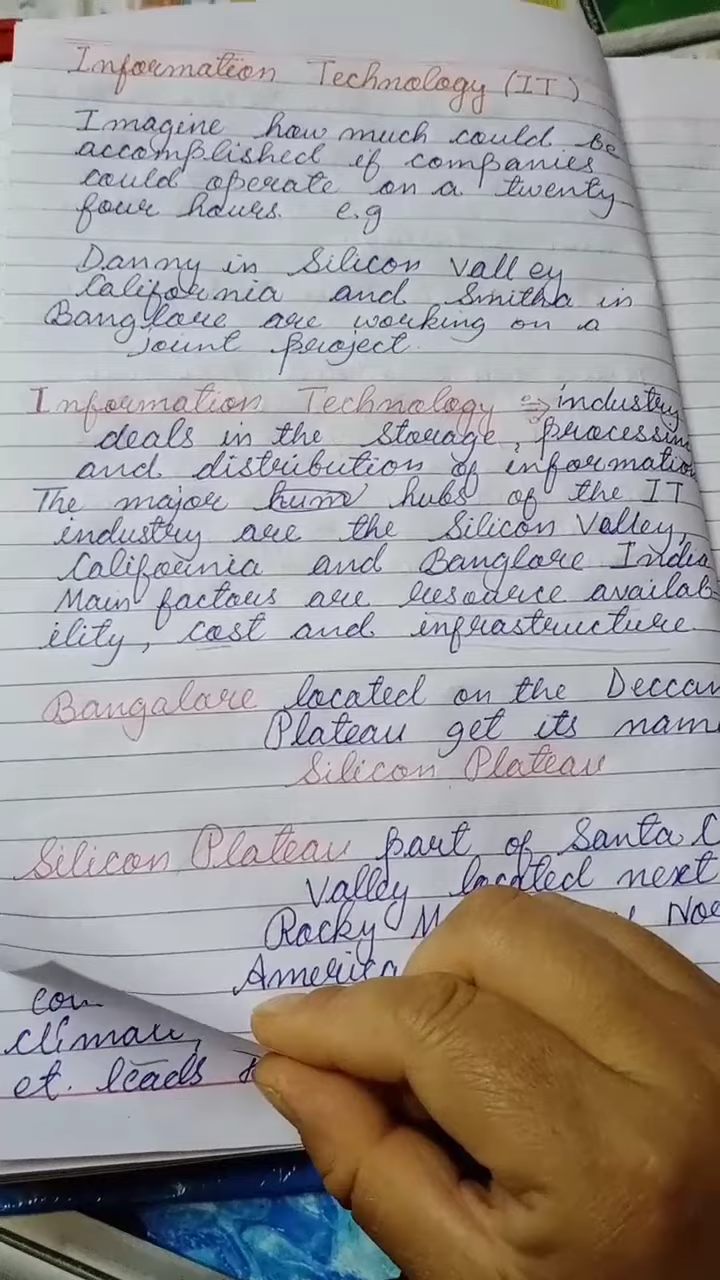 Information Technology (IT)
Imagine how much could be
accomplished if companies
could operate on a twenty
four hours. e.g
Danny in Silicon Valley
California and Smitha in
Banglare are working on a
joint project.
Information Technology ⇒ industry
deals in the storage, processin
and distribution of informatio
The major hum hubs of the IT
industry are the Silicon Valley,
California and Banglore India
Main factors are resource availab-
ility, cost and infrastructure.
Bangalare located on the Deccan
Plateau get its nam
Silicon Plateau
Silicon Plateau part of Santa C
Valley located next
Rocky M
America
climat
et. leads